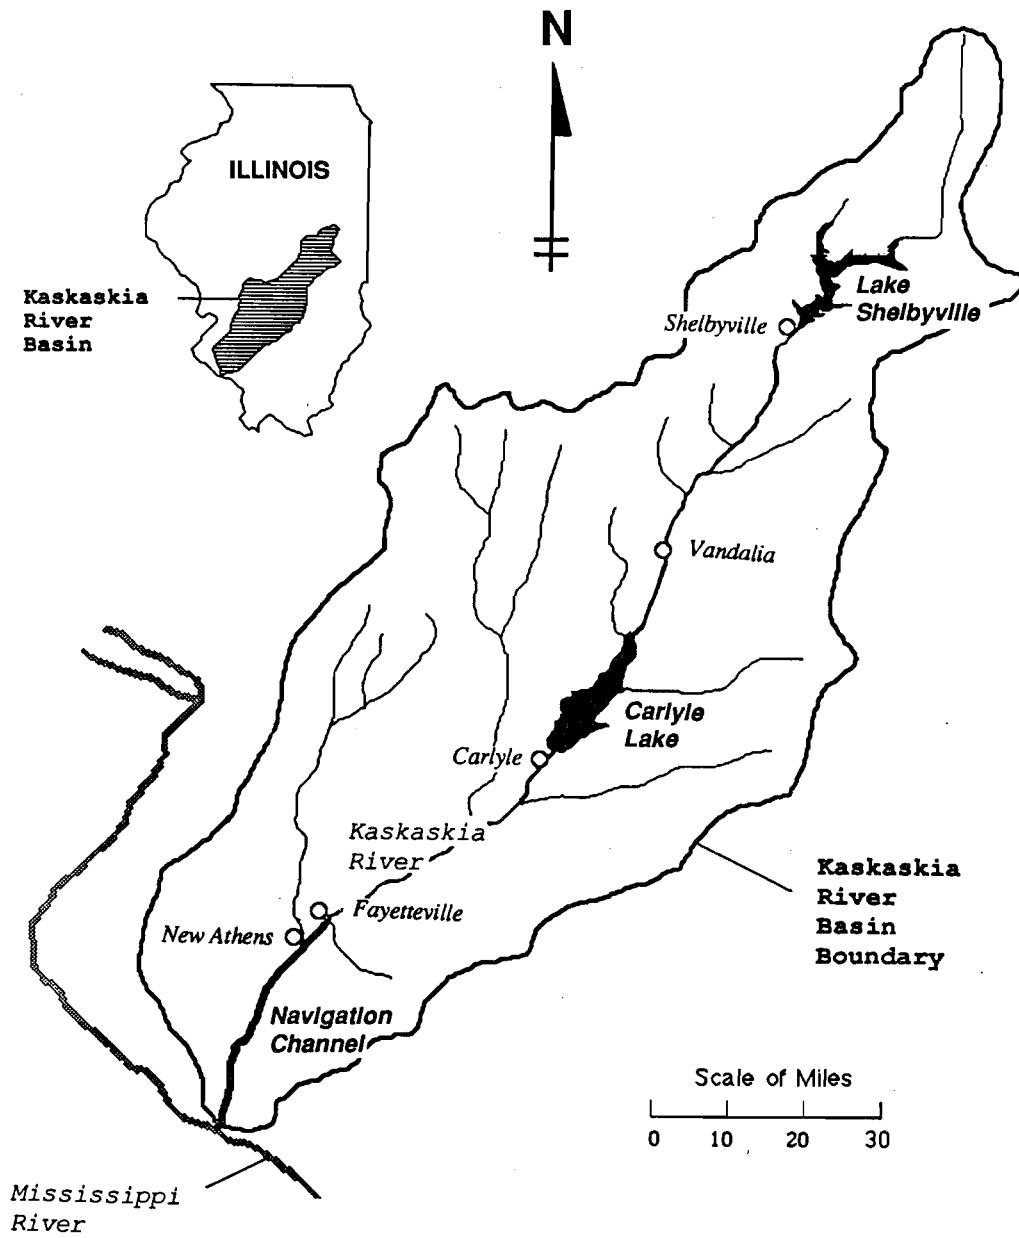 N
ILLINOIS
Kaskaskia
River
Basin
Lake
Shelbyville
Shelbyville
Vandalia
Carlyle
Lake
Carlyle
Kaskaskia
River
Fayetteville
New Athens
Kaskaskia
River
Basin
Boundary
Navigation
Channel
Scale of Miles
0 10 20 30
Mississippi
River